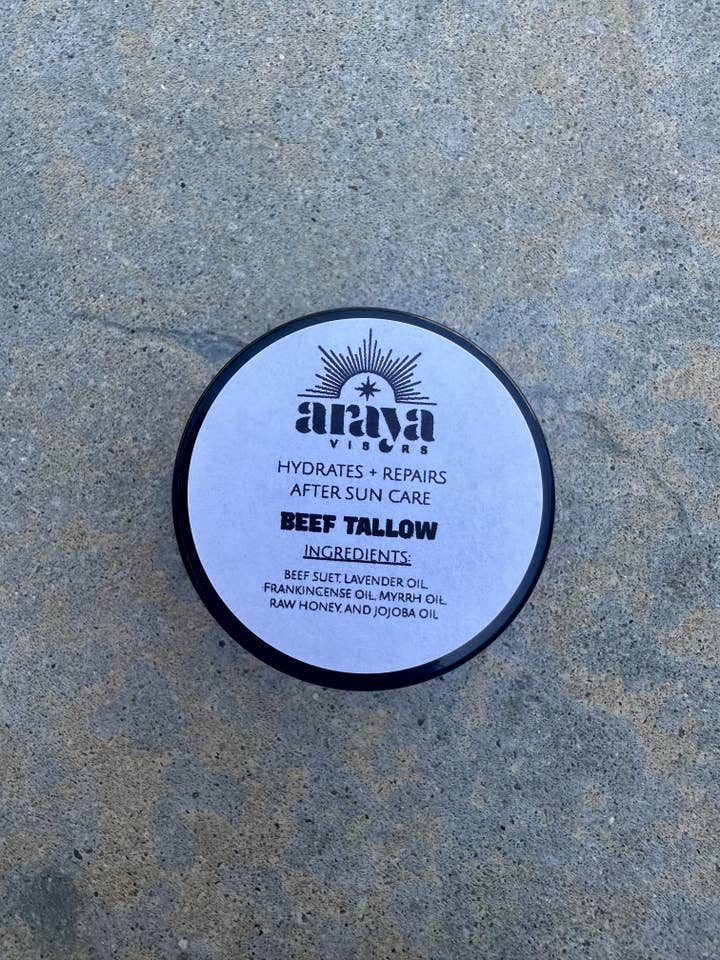 araya
VISORS
HYDRATES + REPAIRS
AFTER SUN CARE
BEEF TALLOW
INGREDIENTS:
BEEF SUET, LAVENDER OIL,
FRANKINCENSE OIL, MYRRH OIL,
RAW HONEY, AND JOJOBA OIL